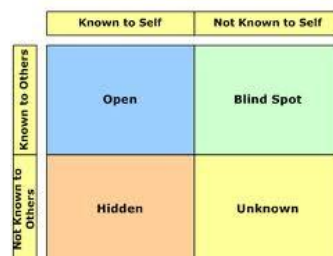 Known to Self
Not Known to Self
Known to Others
Open
Blind Spot
Not Known to
Others
Hidden
Unknown